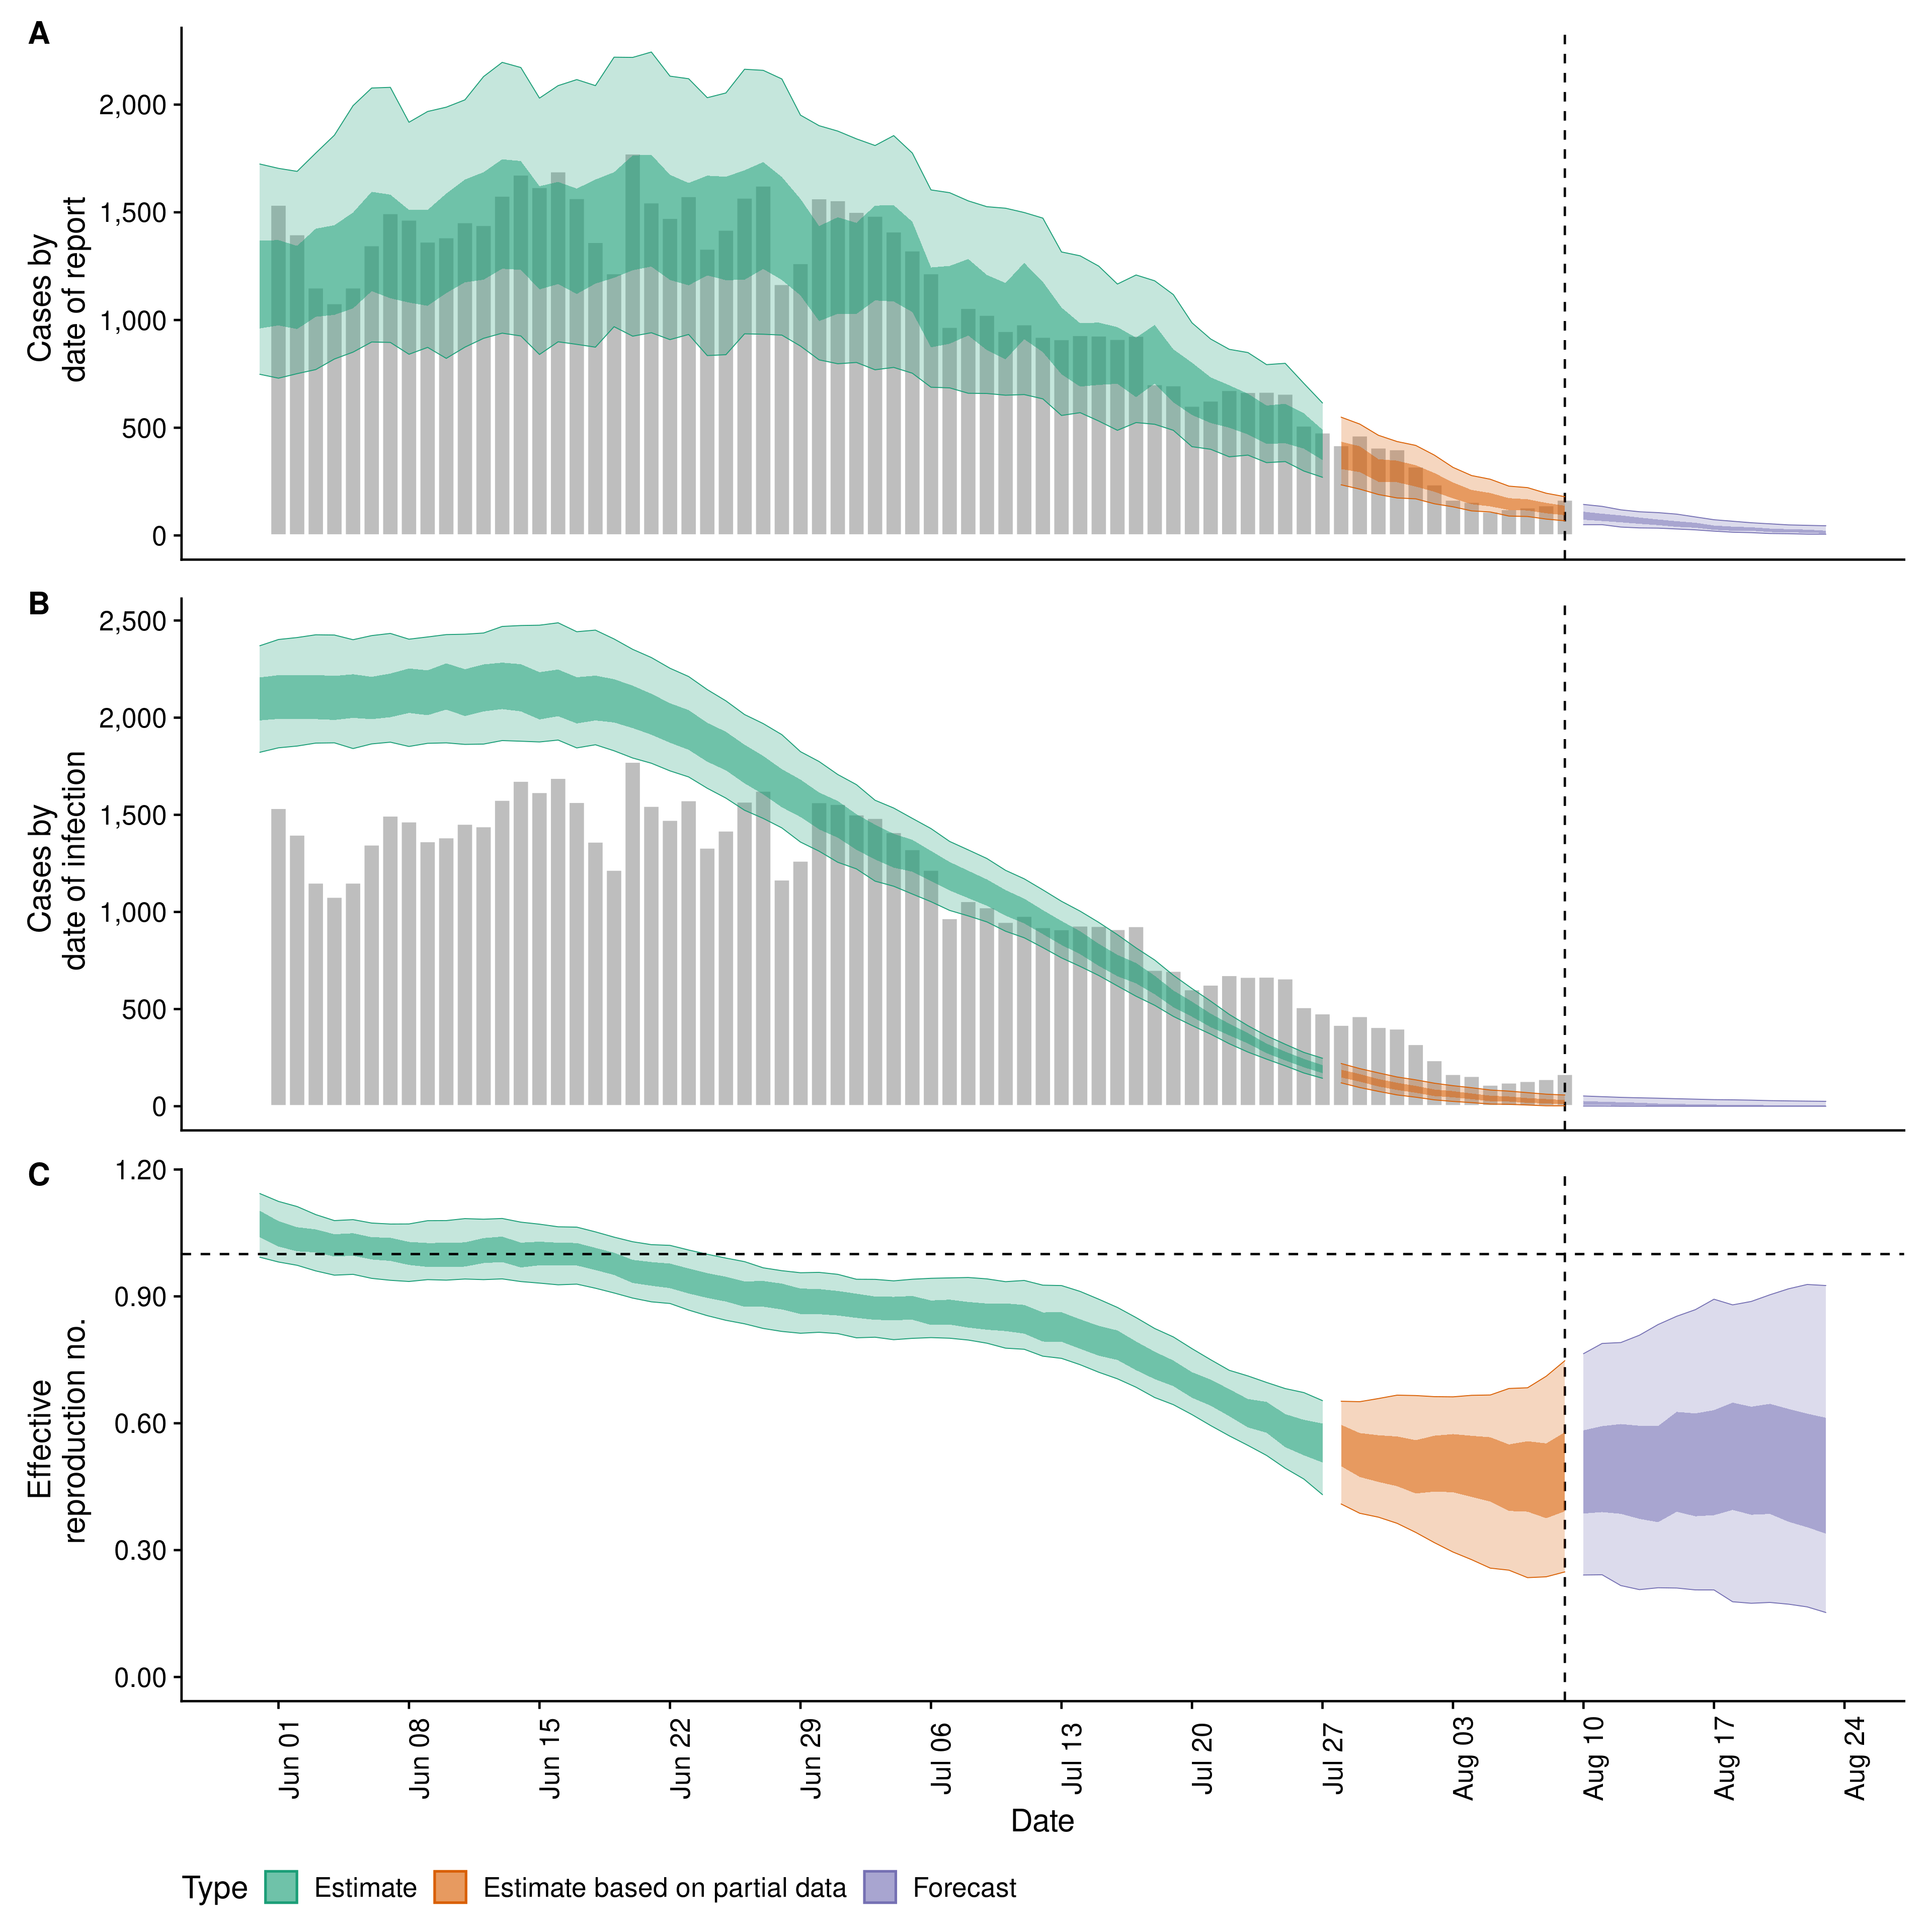 A
Cases by
date of report
2,000
1,500
1,000
500
0
B
Cases by
date of infection
2,500
2,000
1,500
1,000
500
0
C
Effective
reproduction no.
1.20
0.90
0.60
0.30
0.00
Jun 01 Jun 08 Jun 15 Jun 22 Jun 29 Jul 06 Jul 13 Jul 20 Jul 27 Aug 03 Aug 10 Aug 17 Aug 24
Date
Type Estimate Estimate based on partial data Forecast